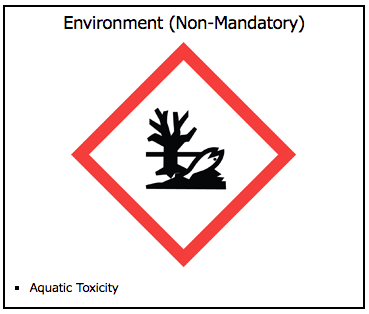 Environment (Non-Mandatory)
▪ Aquatic Toxicity